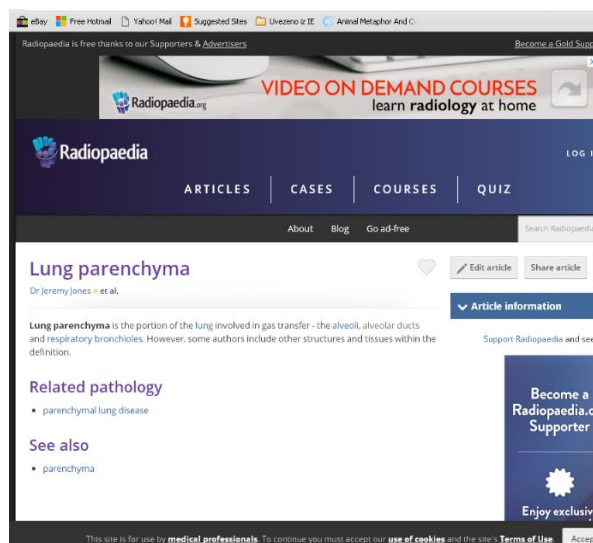 eBay Free Hotmail Yahoo! Mail Suggested Sites Uvezeno iz IE Animal Metaphor And
Radiopaedia is free thanks to our Supporters & Advertisers Become a Gold Supp
Radiopaedia.org
VIDEO ON DEMAND COURSES
learn radiology at home
Radiopaedia
LOG I
ARTICLES CASES COURSES QUIZ
About Blog Go ad-free Search Radiopaedia
Lung parenchyma
Edit article Share article
Dr Jeremy Jones et al.
Article information
Lung parenchyma is the portion of the lung involved in gas transfer - the alveoli, alveolar ducts
and respiratory bronchioles. However, some authors include other structures and tissues within the
definition.
Support Radiopaedia and see
Related pathology
parenchymal lung disease
See also
parenchyma
Become a
Radiopaedia.o
Supporter
Enjoy exclusiv
This site is for use by medical professionals. To continue you must accept our use of cookies and the site's Terms of Use. Accep